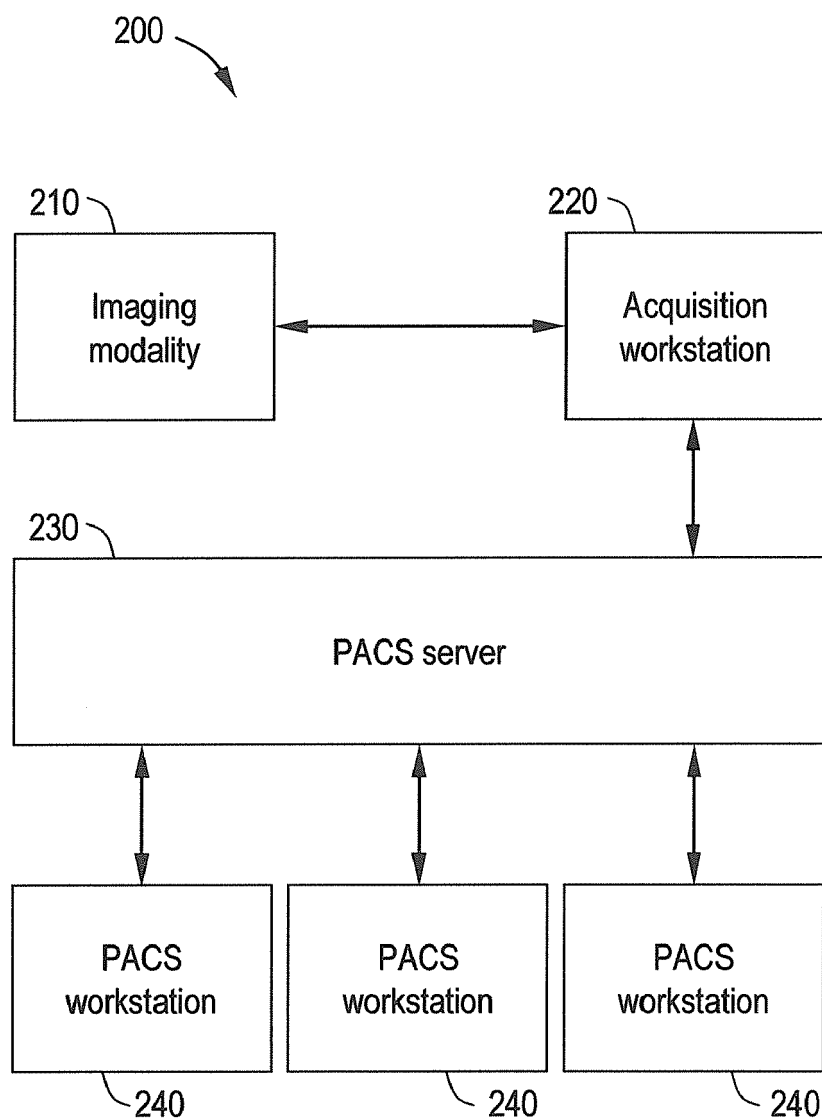 200
210
220
Imaging
modality
Acquisition
workstation
230
PACS server
PACS
workstation
PACS
workstation
PACS
workstation
240
240
240